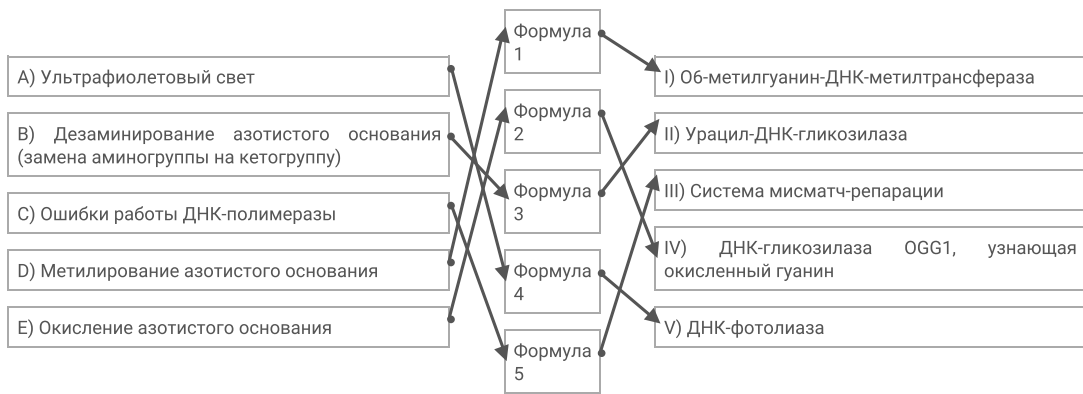 A) Ультрафиолетовый свет
B) Дезаминирование азотистого основания
(замена аминогруппы на кетогруппу)
C) Ошибки работы ДНК-полимеразы
D) Метилирование азотистого основания
E) Окисление азотистого основания
Формула
1
Формула
2
Формула
3
Формула
4
Формула
5
I) О6-метилгуанин-ДНК-метилтрансфераза
II) Урацил-ДНК-гликозилаза
III) Система мисматч-репарации
IV) ДНК-гликозилаза OGG1, узнающая
окисленный гуанин
V) ДНК-фотолиаза